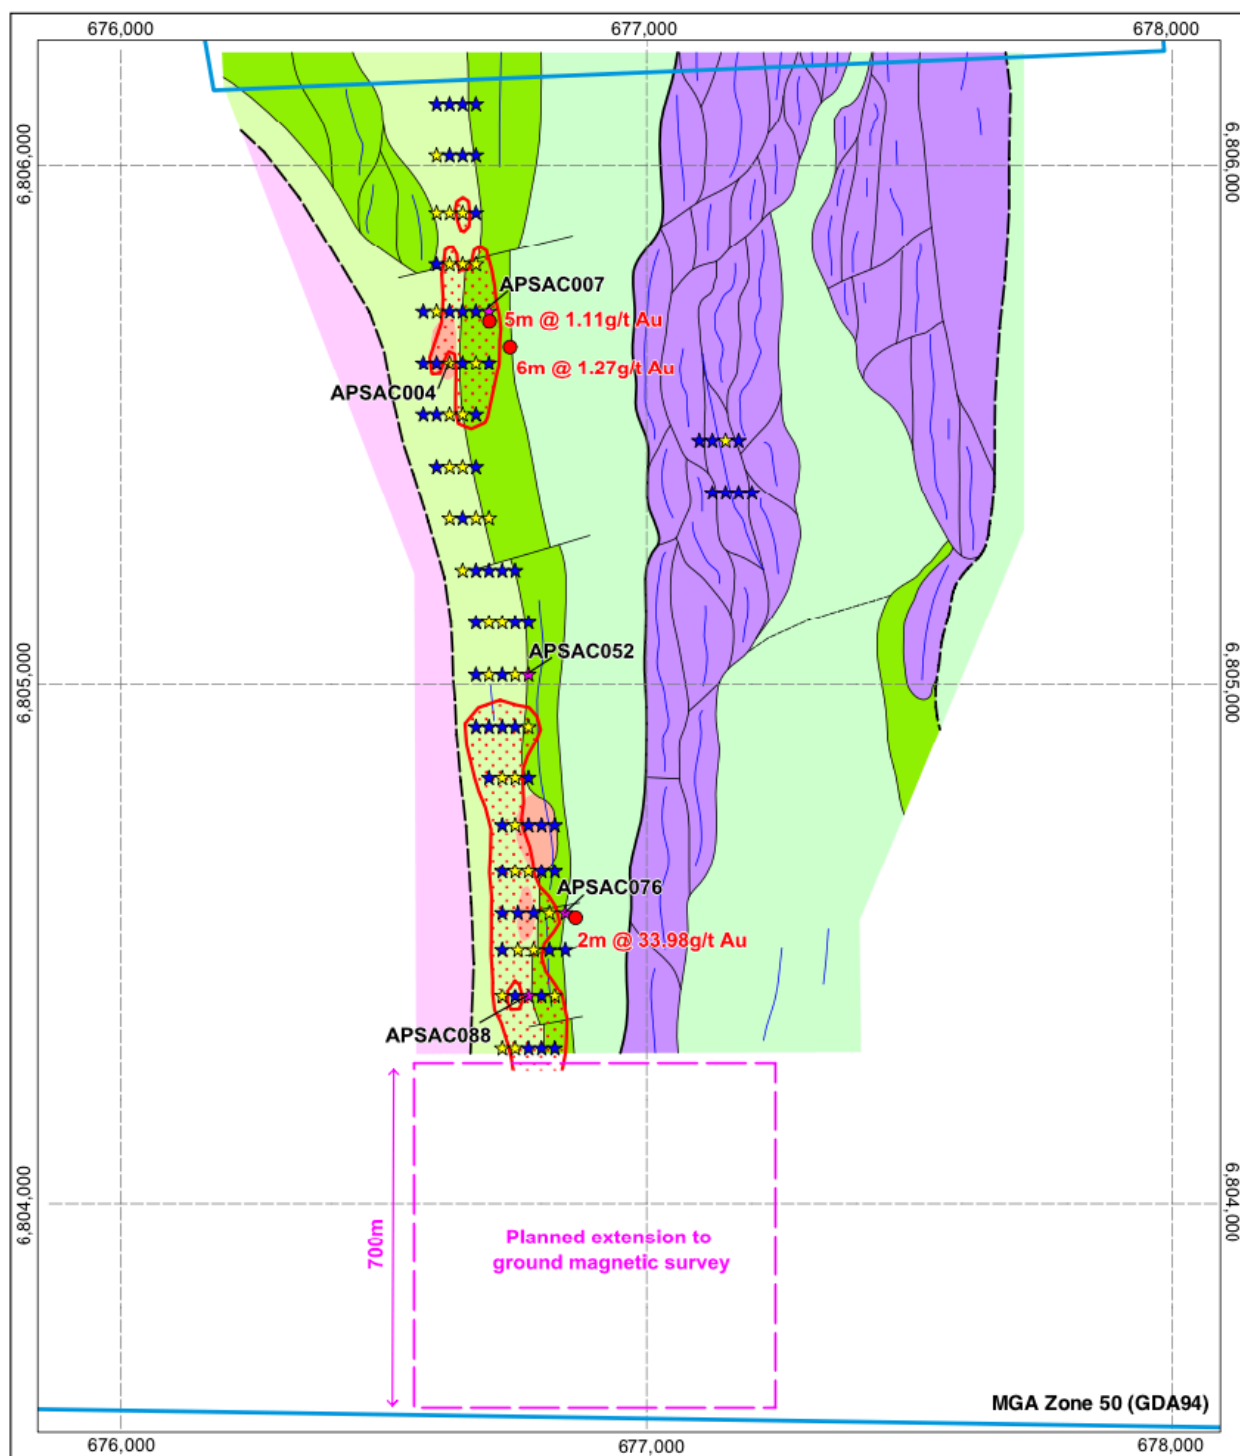 676,000
677,000
678,000
6,806,000
6,806,000
APSAC007
5m @ 1.11g/t Au
6m @ 1.27g/t Au
APSAC004
APSAC052
6,805,000
6,805,000
APSAC076
2m @ 33.98g/t Au
APSAC088
6,804,000
6,804,000
700m
Planned extension to
ground magnetic survey
MGA Zone 50 (GDA94)
676,000
677,000
678,000